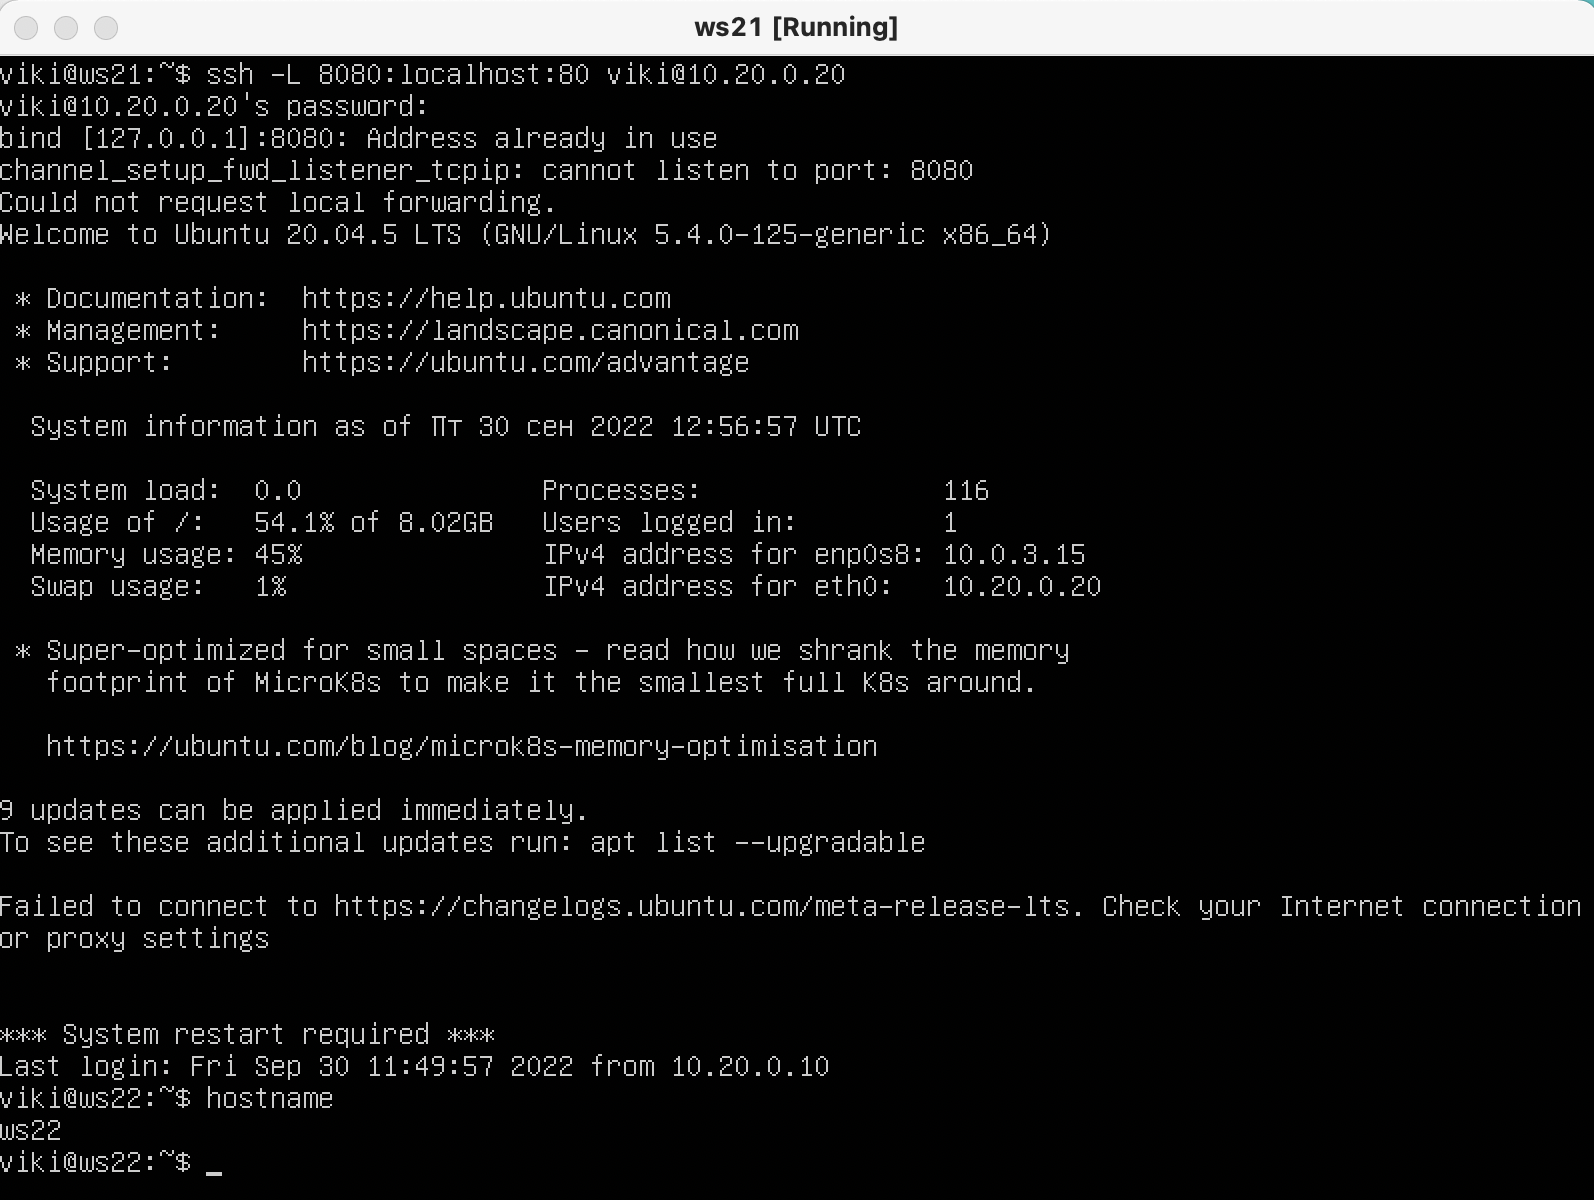 ws21 [Running]
viki@ws21:~$ ssh -L 8080:localhost:80 viki@10.20.0.20
viki@10.20.0.20's password:
bind [127.0.0.1]:8080: Address already in use
channel_setup_fwd_listener_tcpip: cannot listen to port: 8080
Could not request local forwarding.
Welcome to Ubuntu 20.04.5 LTS (GNU/Linux 5.4.0-125-generic x86_64)
* Documentation:  https://help.ubuntu.com
* Management:     https://landscape.canonical.com
* Support:        https://ubuntu.com/advantage
System information as of Пт 30 сен 2022 12:56:57 UTC
System load:  0.0               Processes:               116
Usage of /:   54.1% of 8.02GB   Users logged in:         1
Memory usage: 45%               IPv4 address for enp0s8: 10.0.3.15
Swap usage:   1%                IPv4 address for eth0:   10.20.0.20
* Super-optimized for small spaces - read how we shrank the memory
footprint of MicroK8s to make it the smallest full K8s around.
https://ubuntu.com/blog/microk8s-memory-optimisation
9 updates can be applied immediately.
To see these additional updates run: apt list --upgradable
Failed to connect to https://changelogs.ubuntu.com/meta-release-lts. Check your Internet connection
or proxy settings
*** System restart required ***
Last login: Fri Sep 30 11:49:57 2022 from 10.20.0.10
viki@ws22:~$ hostname
ws22
viki@ws22:~$ _